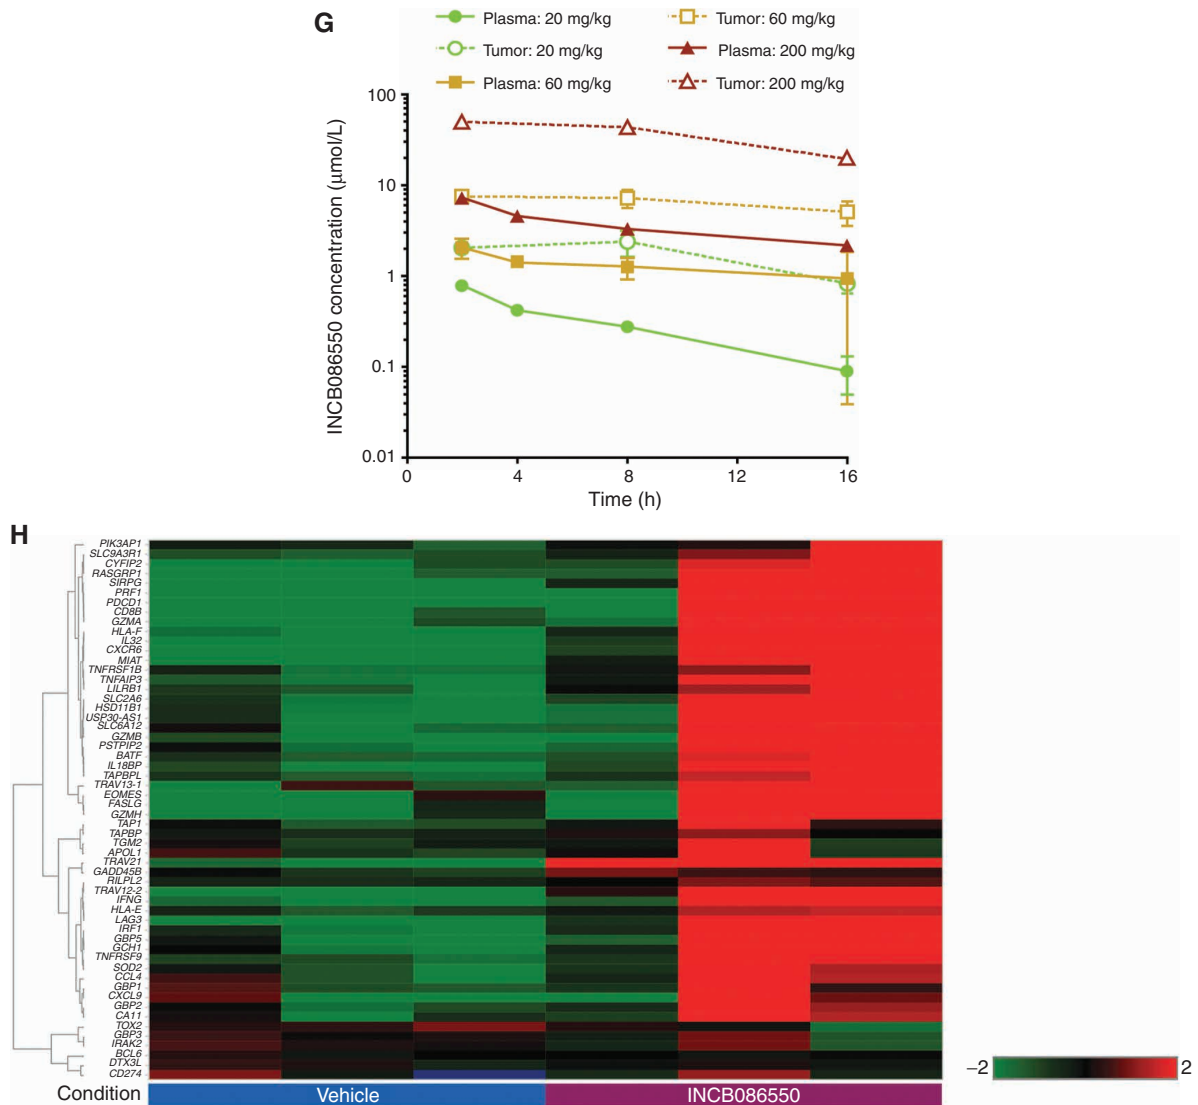 G
Plasma: 20 mg/kg
Tumor: 60 mg/kg
Tumor: 20 mg/kg
Plasma: 200 mg/kg
Plasma: 60 mg/kg
Tumor: 200 mg/kg
INCB086550 concentration (μmol/L)
100
10
1
0.1
0.01
0 4 8 12 16
Time (h)
H
PIK3AP1
SLC9A3R1
CYFIP2
RASGRP1
SIRPG
PRF1
PDCD1
CD8B
GZMA
HLA-F
IL32
CXCR6
MIAT
TNFRSF1B
TNFAIP3
LILRB1
SLC2A6
HSD11B1
USP30-AS1
SLC6A12
GZMB
PSTPIP2
BATF
IL18BP
TAPBPL
TRAV13-1
EOMES
FASLG
GZMH
TAP1
TAPBP
TGM2
APOL1
TRAV21
GADD45B
RILPL2
TRAV12-2
IFNG
HLA-E
LAG3
IRF1
GBP5
GCH1
TNFRSF9
SOD2
CCL4
GBP1
CXCL9
GBP2
CA11
TOX2
GBP3
IRAK2
BCL6
DTX3L
CD274
−2 2
Condition Vehicle INCB086550